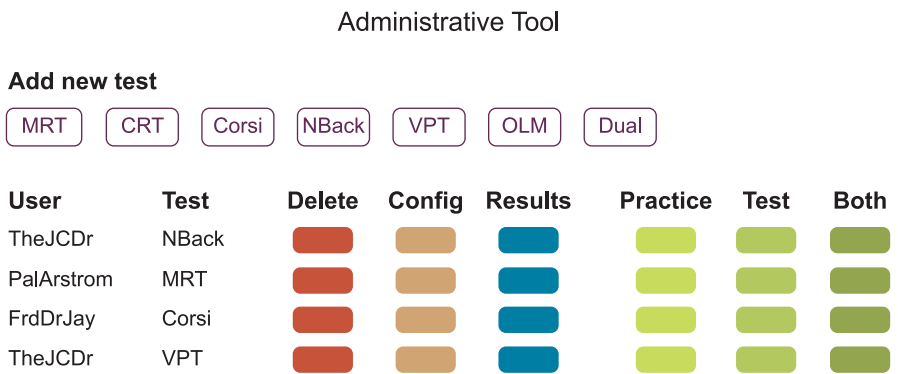 Administrative Tool
Add new test
MRT CRT Corsi NBack VPT OLM Dual
User Test Delete Config Results Practice Test Both
TheJCDr NBack
PalArstrom MRT
FrdDrJay Corsi
TheJCDr VPT